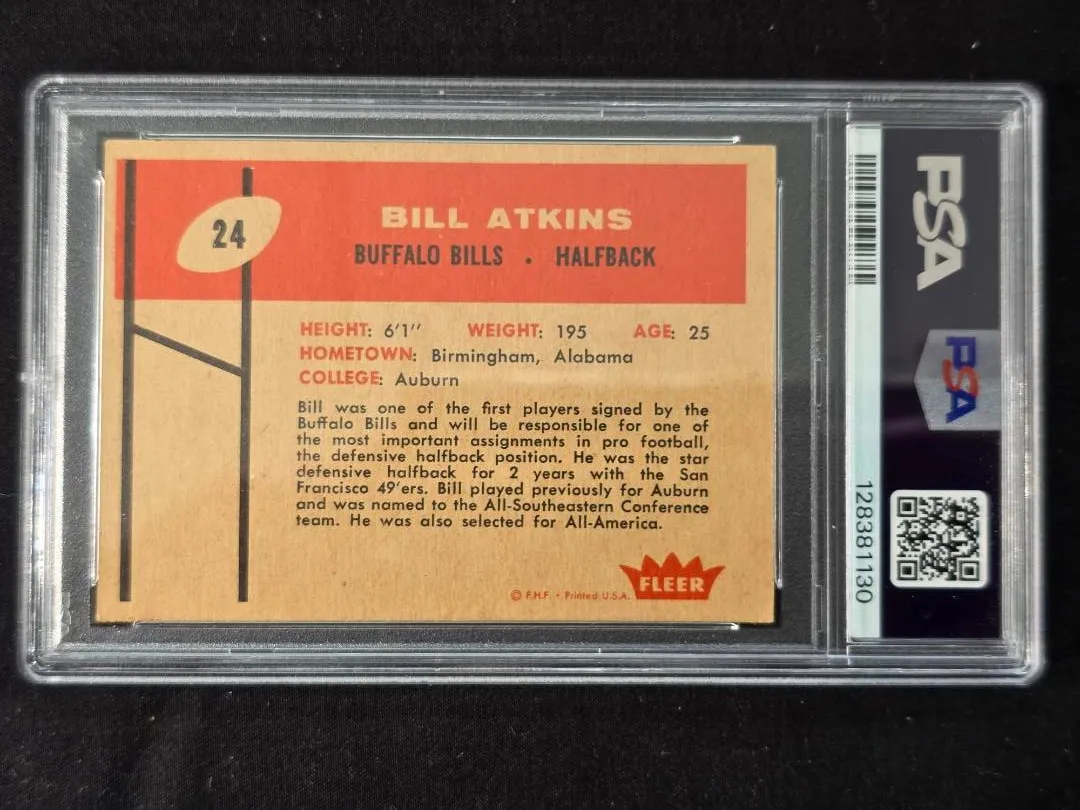 24
BILL ATKINS
BUFFALO BILLS • HALFBACK
HEIGHT: 6'1'' WEIGHT: 195 AGE: 25
HOMETOWN: Birmingham, Alabama
COLLEGE: Auburn
Bill was one of the first players signed by the
Buffalo Bills and will be responsible for one of
the most important assignments in pro football,
the defensive halfback position. He was the star
defensive halfback for 2 years with the San
Francisco 49'ers. Bill played previously for Auburn
and was named to the All-Southeastern Conference
team. He was also selected for All-America.
© F.H.F. • Printed U.S.A.
FLEER
PSA
PSA
128381130